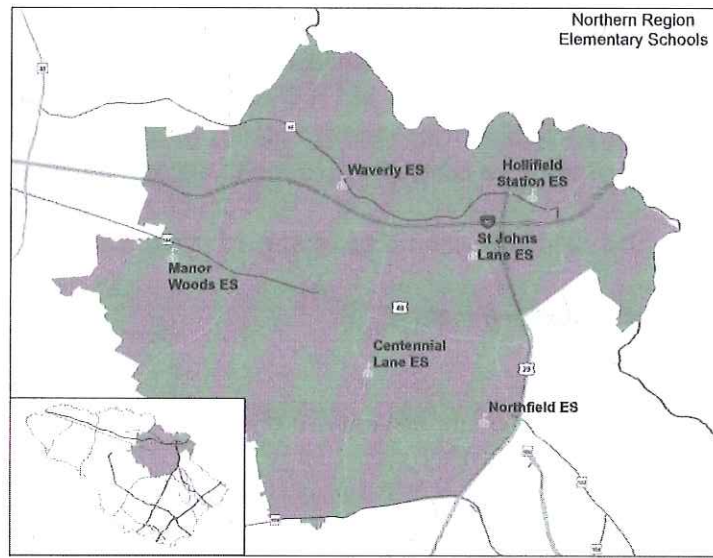 Northern Region
Elementary Schools
Waverly ES
Hollifield
Station ES
St Johns
Lane ES
Manor
Woods ES
Centennial
Lane ES
29
Northfield ES